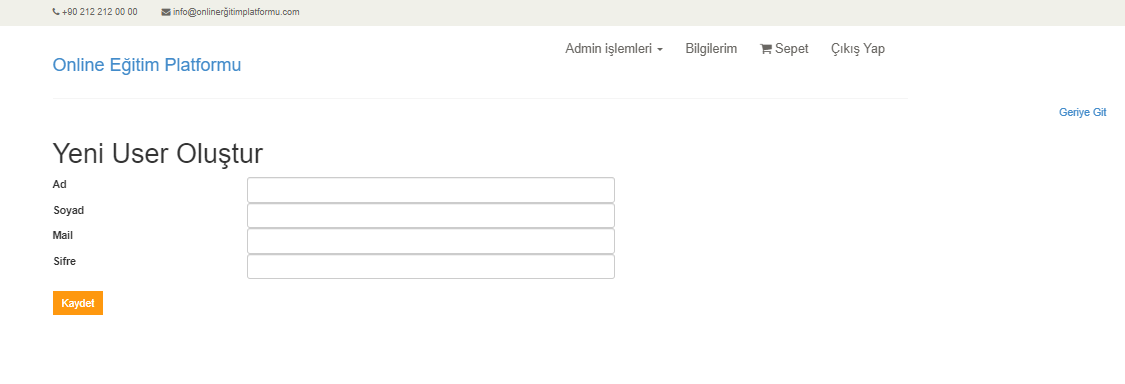 +90 212 212 00 00 info@onlinerğitimplatformu.com
Online Eğitim Platformu
Admin işlemleri Bilgilerim Sepet Çıkış Yap
Geriye Git
Yeni User Oluştur
Ad
Soyad
Mail
Sifre
Kaydet